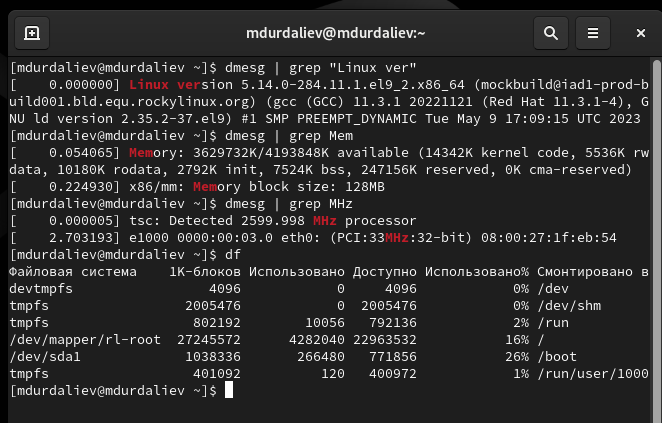 mdurdaliev@mdurdaliev:~
[mdurdaliev@mdurdaliev ~]$ dmesg | grep "Linux ver"
[    0.000000] Linux version 5.14.0-284.11.1.el9_2.x86_64 (mockbuild@iad1-prod-b
uild001.bld.equ.rockylinux.org) (gcc (GCC) 11.3.1 20221121 (Red Hat 11.3.1-4), G
NU ld version 2.35.2-37.el9) #1 SMP PREEMPT_DYNAMIC Tue May 9 17:09:15 UTC 2023
[mdurdaliev@mdurdaliev ~]$ dmesg | grep Mem
[    0.054065] Memory: 3629732K/4193848K available (14342K kernel code, 5536K rw
data, 10180K rodata, 2792K init, 7524K bss, 247156K reserved, 0K cma-reserved)
[    0.224930] x86/mm: Memory block size: 128MB
[mdurdaliev@mdurdaliev ~]$ dmesg | grep MHz
[    0.000005] tsc: Detected 2599.998 MHz processor
[    2.703193] e1000 0000:00:03.0 eth0: (PCI:33MHz:32-bit) 08:00:27:1f:eb:54
[mdurdaliev@mdurdaliev ~]$ df
Файловая система    1K-блоков Использовано Доступно Использовано% Смонтировано в
devtmpfs                 4096            0     4096            0% /dev
tmpfs                 2005476            0  2005476            0% /dev/shm
tmpfs                  802192        10056   792136            2% /run
/dev/mapper/rl-root  27245572      4282040 22963532           16% /
/dev/sda1             1038336       266480   771856           26% /boot
tmpfs                  401092          120   400972            1% /run/user/1000
[mdurdaliev@mdurdaliev ~]$